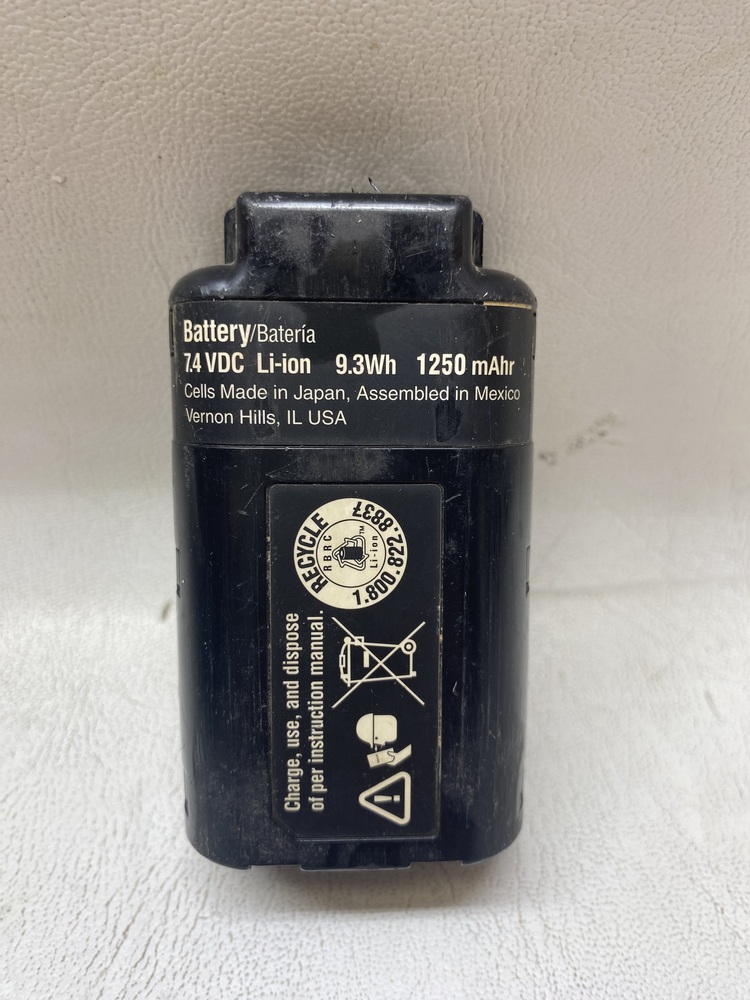 Battery/Batería
7.4 VDC Li-ion 9.3Wh 1250 mAhr
Cells Made in Japan, Assembled in Mexico
Vernon Hills, IL USA
RECYCLE
1.800.822.8837
RBRC
Li-ion
TM
Charge, use, and dispose
of per instruction manual.